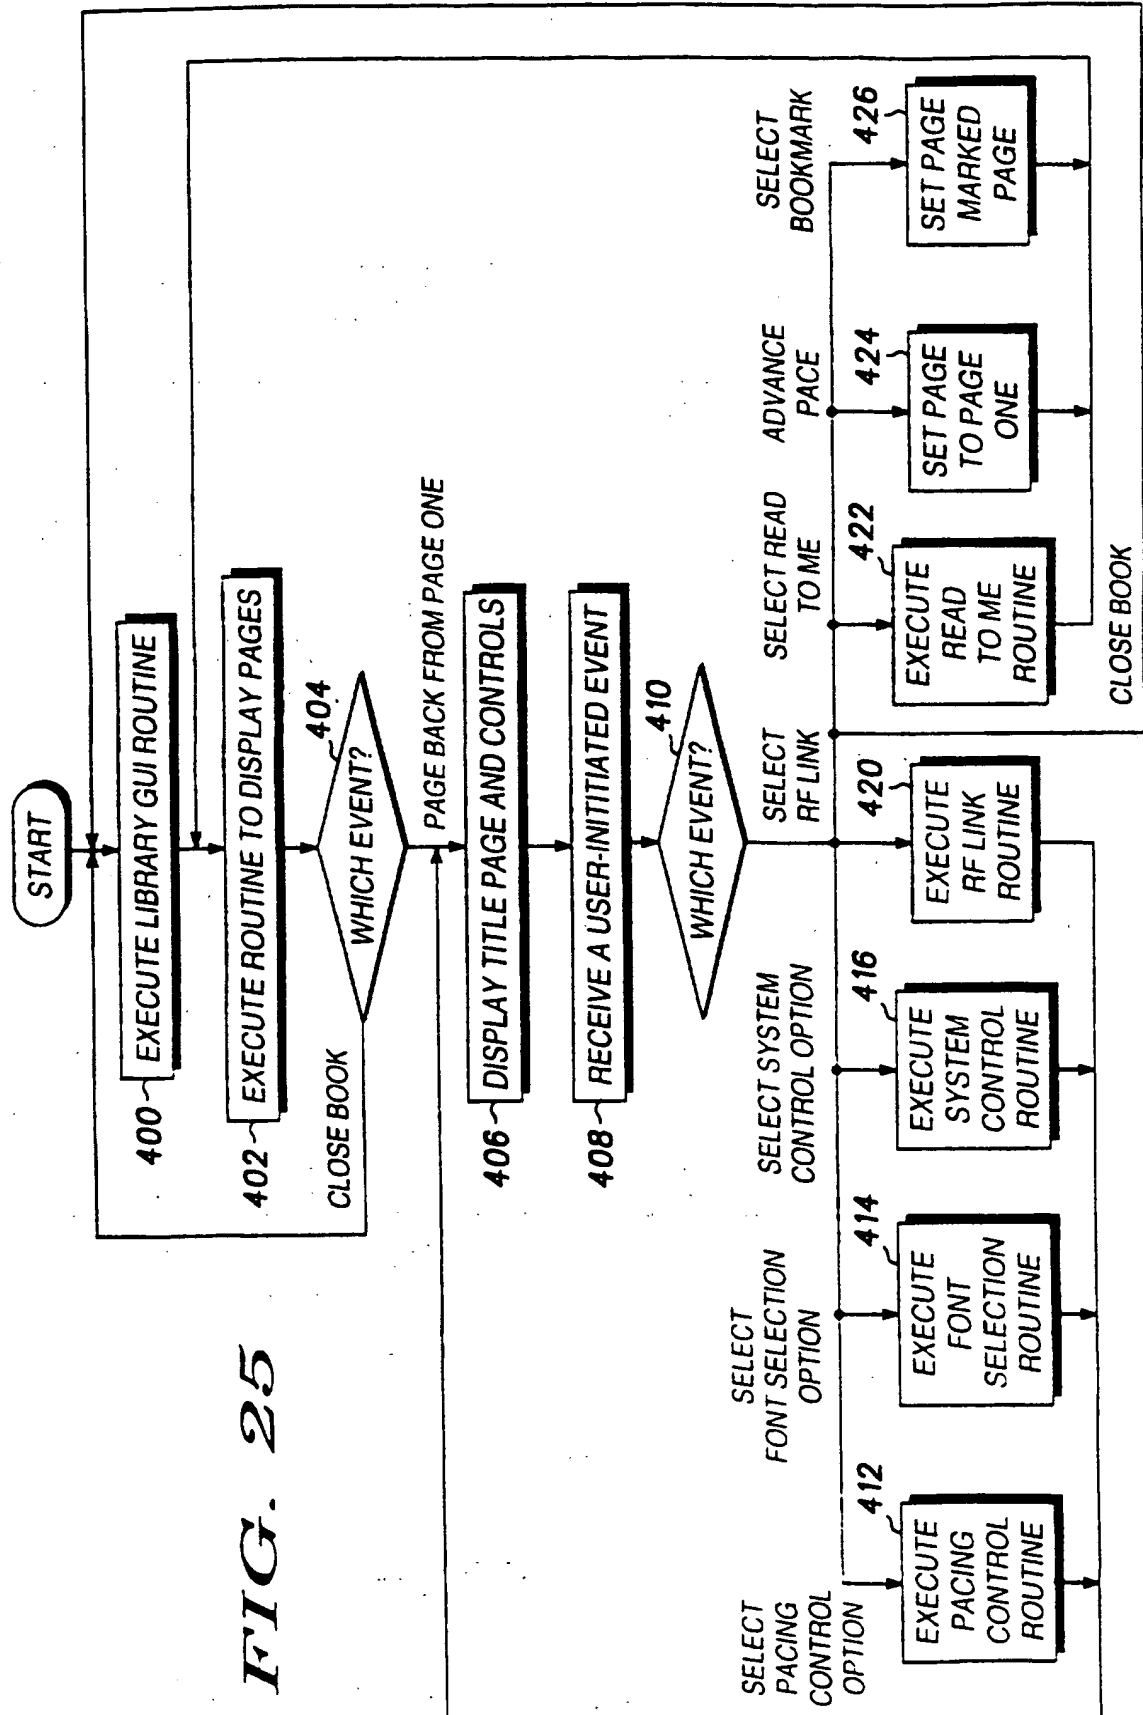 START
EXECUTE LIBRARY GUI ROUTINE
400
EXECUTE ROUTINE TO DISPLAY PAGES
402
WHICH EVENT?
404
CLOSE BOOK
PAGE BACK FROM PAGE ONE
DISPLAY TITLE PAGE AND CONTROLS
406
RECEIVE A USER-INITITIATED EVENT
408
WHICH EVENT?
410
SELECT
PACING
CONTROL
OPTION
412
EXECUTE
PACING
CONTROL
ROUTINE
SELECT
FONT SELECTION
OPTION
414
EXECUTE
FONT
SELECTION
ROUTINE
SELECT SYSTEM
CONTROL OPTION
416
EXECUTE
SYSTEM
CONTROL
ROUTINE
SELECT
RF LINK
420
EXECUTE
RF LINK
ROUTINE
SELECT READ
TO ME
422
EXECUTE
READ
TO ME
ROUTINE
ADVANCE
PACE
424
SET PAGE
TO PAGE
ONE
SELECT
BOOKMARK
426
SET PAGE
MARKED
PAGE
CLOSE BOOK
FIG. 25